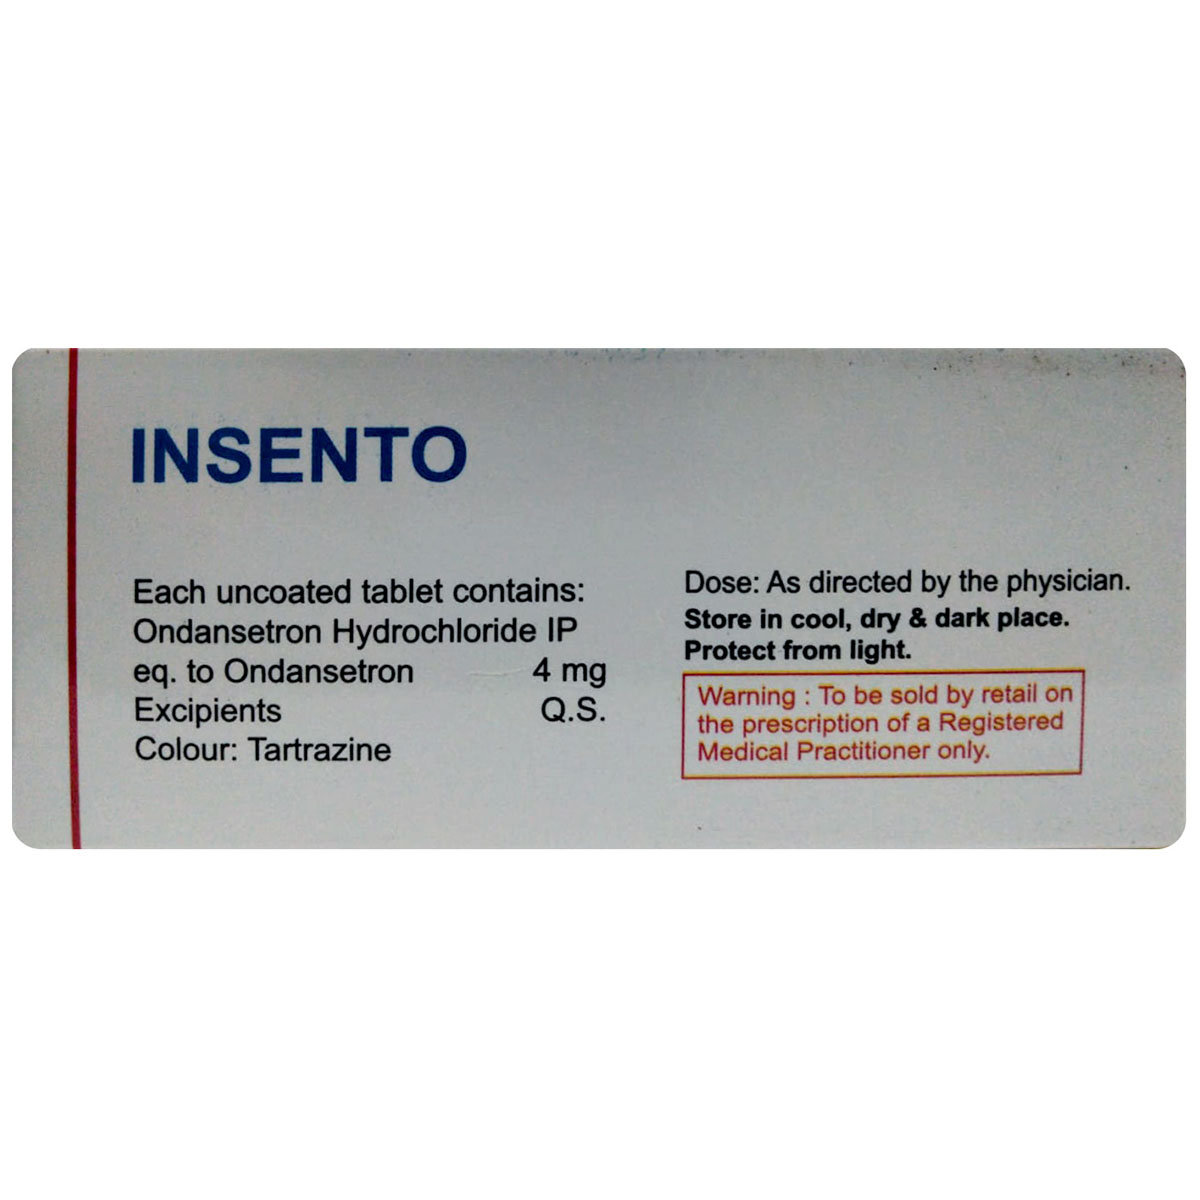 INSENTO
Each uncoated tablet contains:
Ondansetron Hydrochloride IP
eq. to Ondansetron 4 mg
Excipients Q.S.
Colour: Tartrazine
Dose: As directed by the physician.
Store in cool, dry & dark place.
Protect from light.
Warning : To be sold by retail on
the prescription of a Registered
Medical Practitioner only.